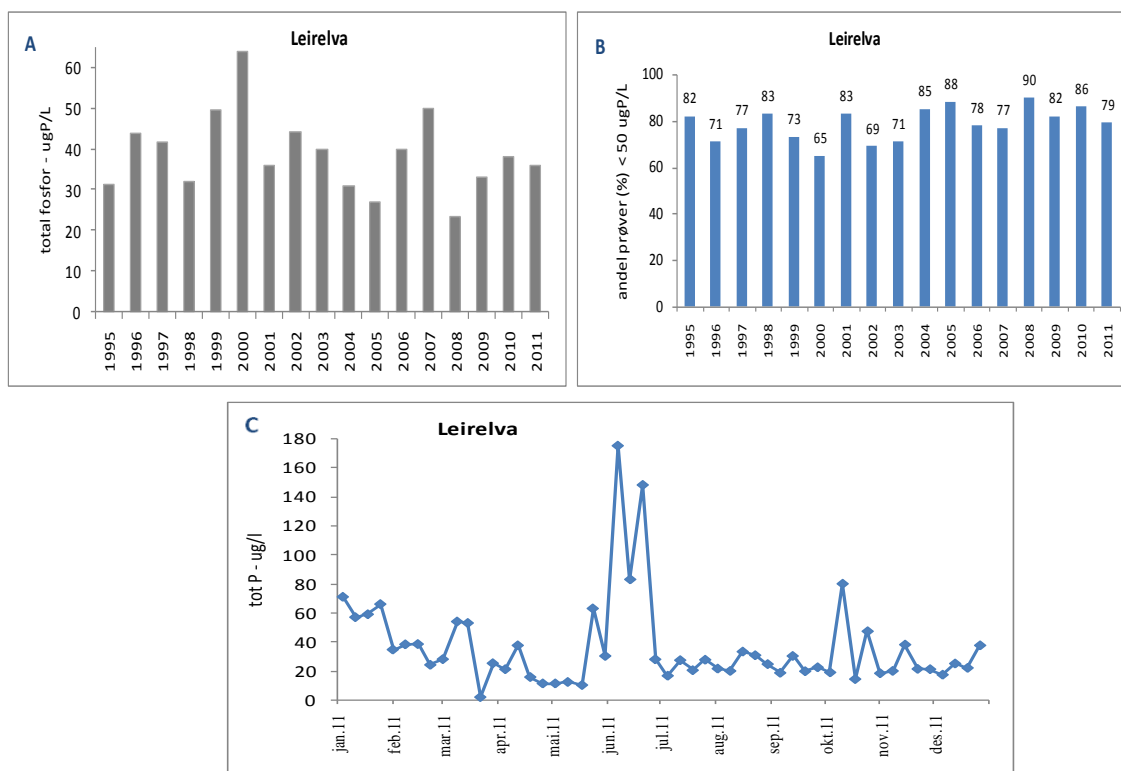 A
Leirelva
total fosfor - ugP/L
60
50
40
30
20
10
0
1995 1996 1997 1998 1999 2000 2001 2002 2003 2004 2005 2006 2007 2008 2009 2010 2011
B
Leirelva
andel prøver (%) < 50 ugP/L
100
80
60
40
20
0
82 71 77 83 73 65 83 69 71 85 88 78 77 90 82 86 79
1995 1996 1997 1998 1999 2000 2001 2002 2003 2004 2005 2006 2007 2008 2009 2010 2011
C
Leirelva
tot P - ug/l
180
160
140
120
100
80
60
40
20
0
jan.11 feb.11 mar.11 apr.11 mai.11 jun.11 jul.11 aug.11 sep.11 okt.11 nov.11 des.11